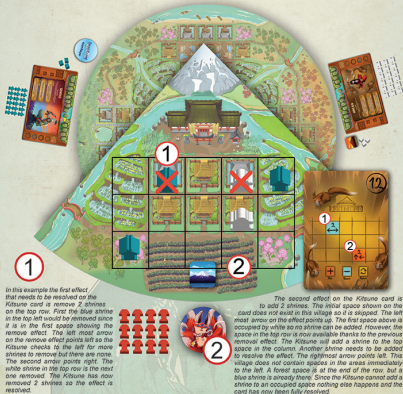 1
2
12
1
2
1
2
In this example the first effect
that needs to be resolved on the
Kitsune card is remove 2 shrines
on the top row. First the blue shrine
in the top left would be removed since
it is in the first space showing the
remove effect. The left most arrow
on the remove effect points left so the
Kitsune checks to the left for more
shrines to remove but there are none.
The second arrow points right. The
white shrine in the top row is the next
one removed. The Kitsune has now
removed 2 shrines so the effect is
resolved.
The second effect on the Kitsune card is
to add 2 shrines. The initial space shown on the
card does not exist in this village so it is skipped. The left
most arrow on the effect points up. The first space above is
occupied by white so no shrine can be added. However, the
space in the top row is now available thanks to the previous
removal effect. The Kitsune will add a shrine to the top
space in the column. Another shrine needs to be added
to resolve the effect. The rightmost arrow points left. This
village does not contain spaces in the areas immediately
to the left. A forest space is at the end of the row, but a
blue shrine is already there. Since the Kitsune cannot add a
shrine to an occupied space nothing else happens and the
card has now been fully resolved.